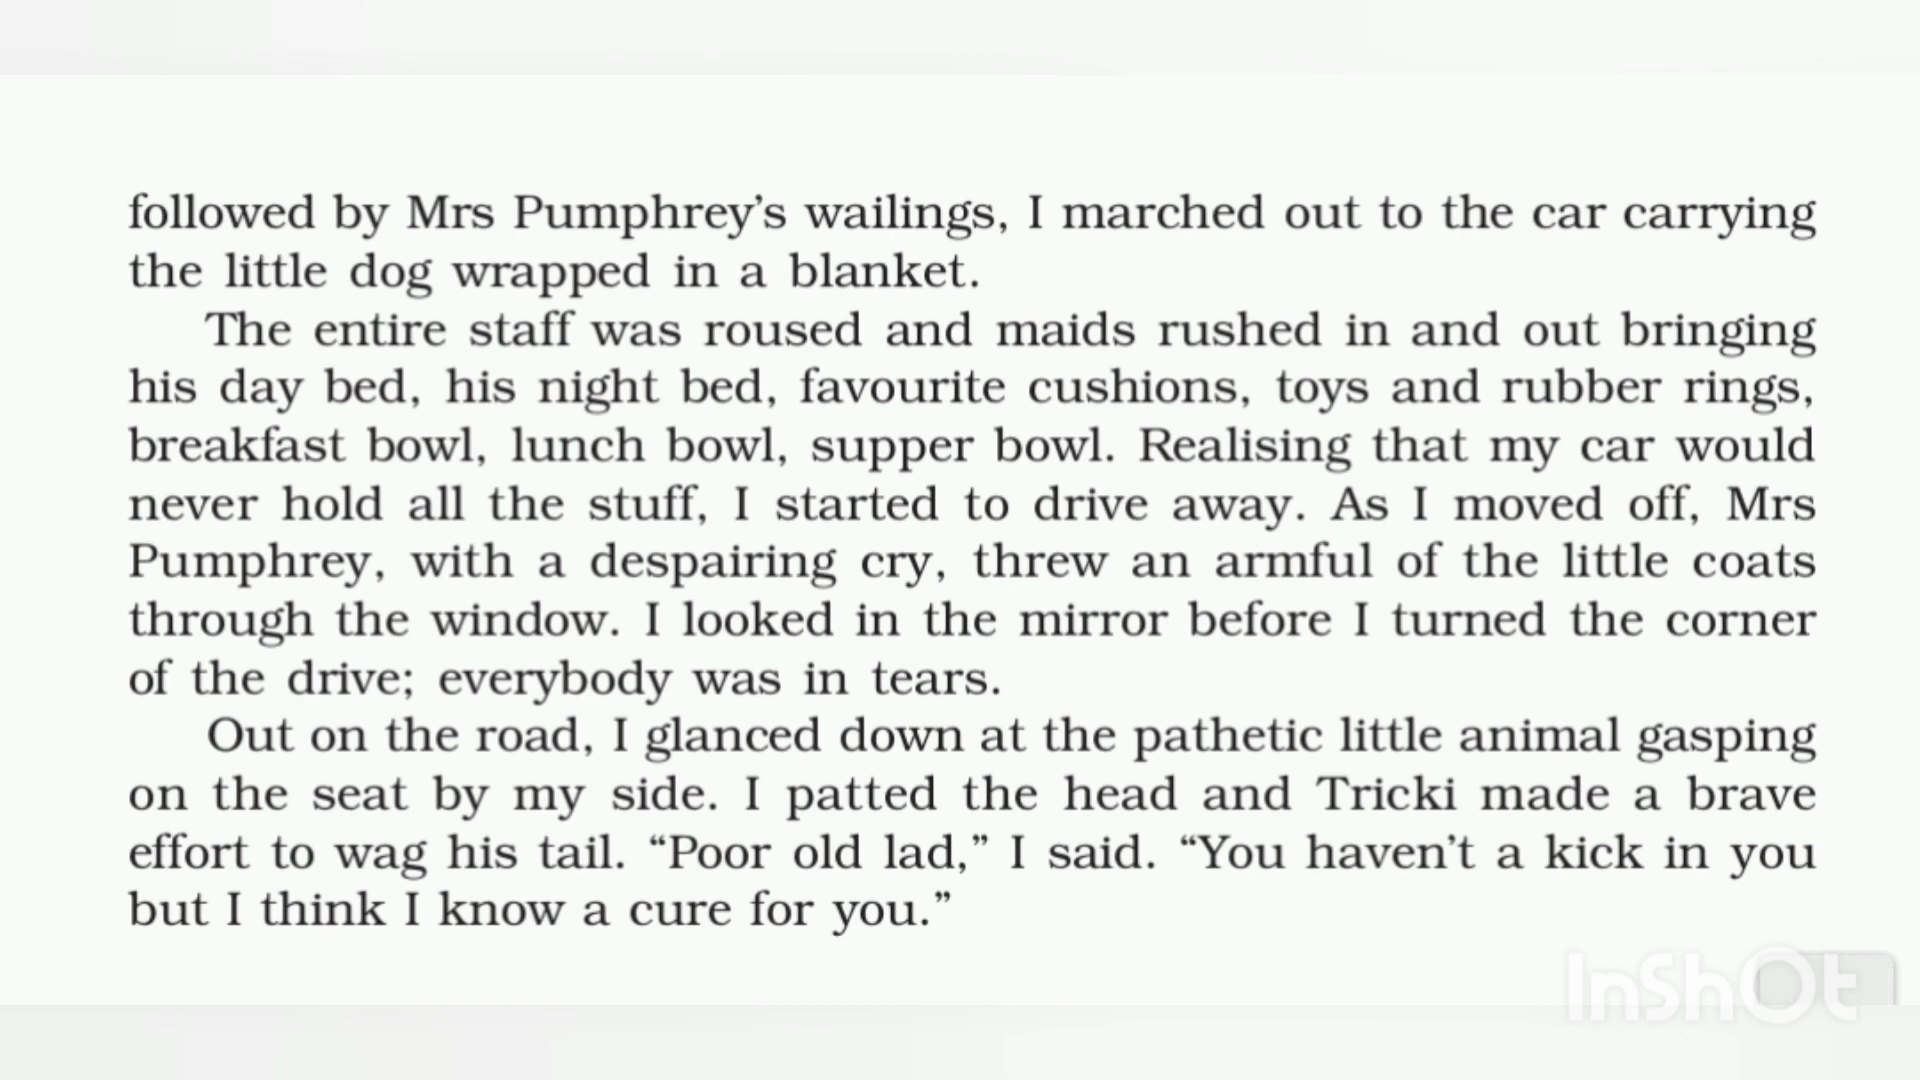 followed by Mrs Pumphrey’s wailings, I marched out to the car carrying
the little dog wrapped in a blanket.
The entire staff was roused and maids rushed in and out bringing
his day bed, his night bed, favourite cushions, toys and rubber rings,
breakfast bowl, lunch bowl, supper bowl. Realising that my car would
never hold all the stuff, I started to drive away. As I moved off, Mrs
Pumphrey, with a despairing cry, threw an armful of the little coats
through the window. I looked in the mirror before I turned the corner
of the drive; everybody was in tears.
Out on the road, I glanced down at the pathetic little animal gasping
on the seat by my side. I patted the head and Tricki made a brave
effort to wag his tail. “Poor old lad,” I said. “You haven’t a kick in you
but I think I know a cure for you.”
InShOt